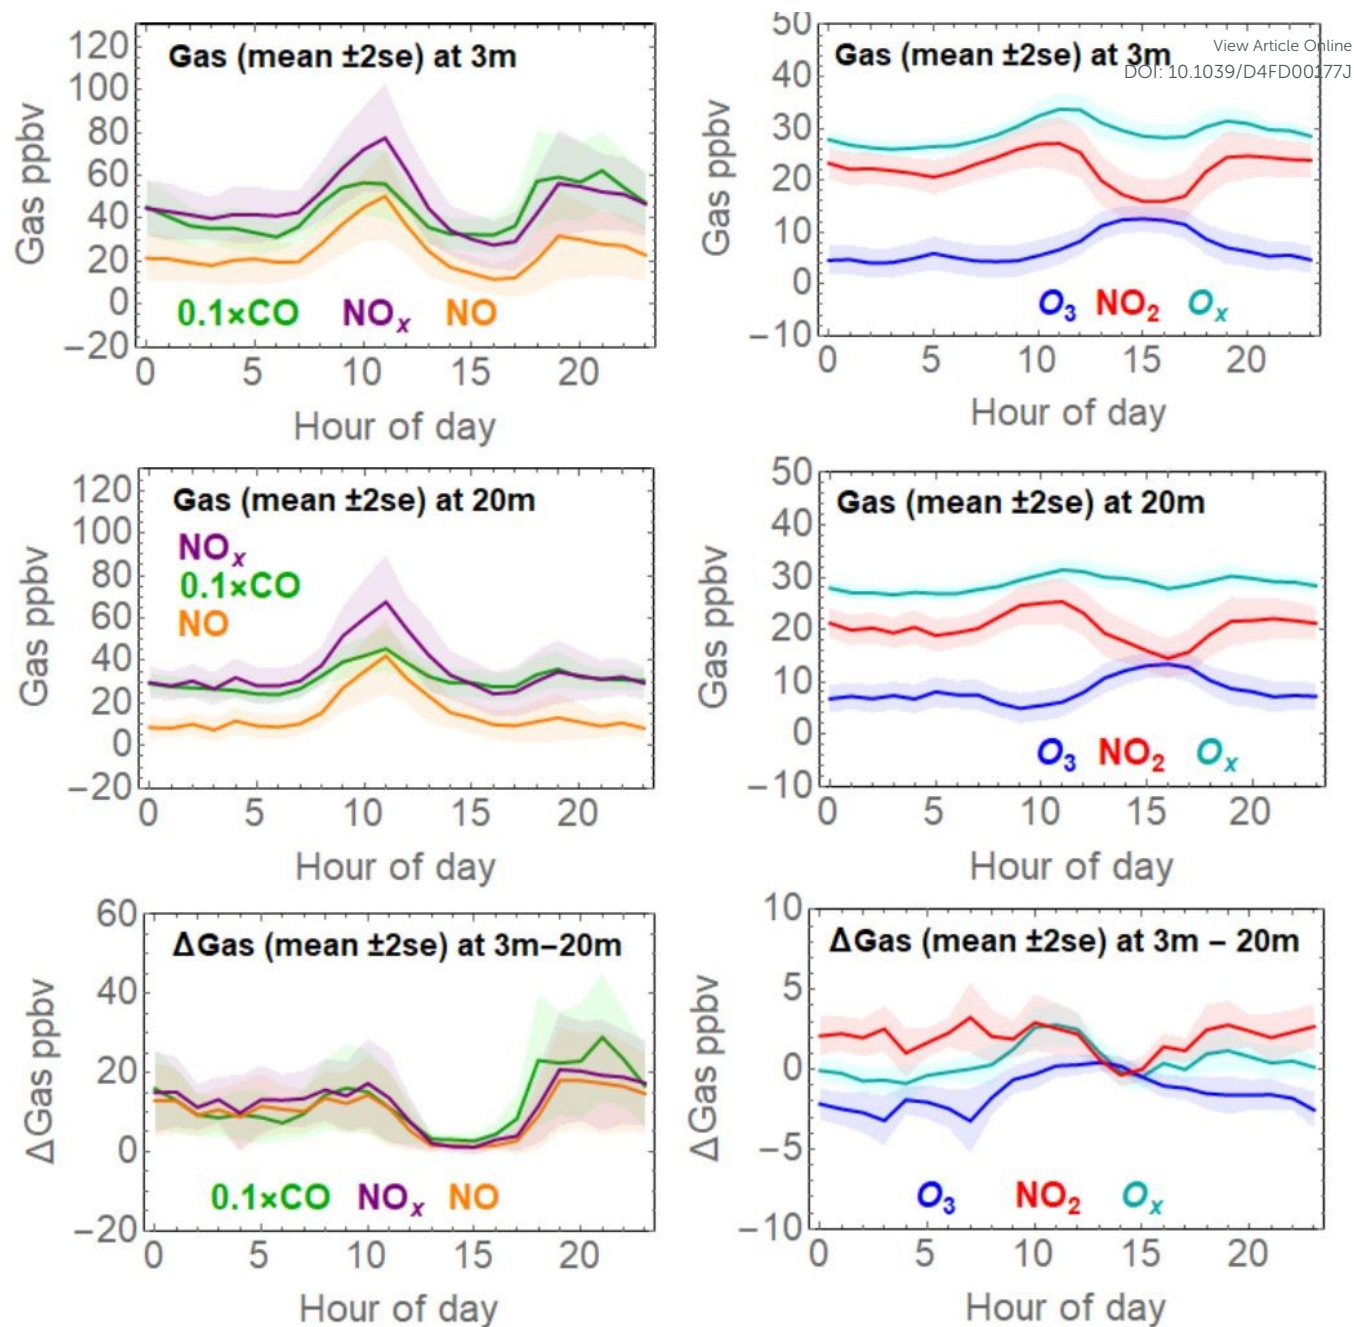 View Article Online
DOI: 10.1039/D4FD00177J
Gas (mean ±2se) at 3m
Gas ppbv
120
100
80
60
40
20
0
−20
0.1×CO NOx NO
0 5 10 15 20
Hour of day
Gas (mean ±2se) at 3m
Gas ppbv
50
40
30
20
10
0
−10
O3 NO2 Ox
0 5 10 15 20
Hour of day
Gas (mean ±2se) at 20m
Gas ppbv
120
100
80
60
40
20
0
−20
NOx
0.1×CO
NO
0 5 10 15 20
Hour of day
Gas (mean ±2se) at 20m
Gas ppbv
50
40
30
20
10
0
−10
O3 NO2 Ox
0 5 10 15 20
Hour of day
ΔGas (mean ±2se) at 3m−20m
ΔGas ppbv
60
40
20
0
−20
0.1×CO NOx NO
0 5 10 15 20
Hour of day
ΔGas (mean ±2se) at 3m − 20m
ΔGas ppbv
10
5
0
−5
−10
O3 NO2 Ox
0 5 10 15 20
Hour of day